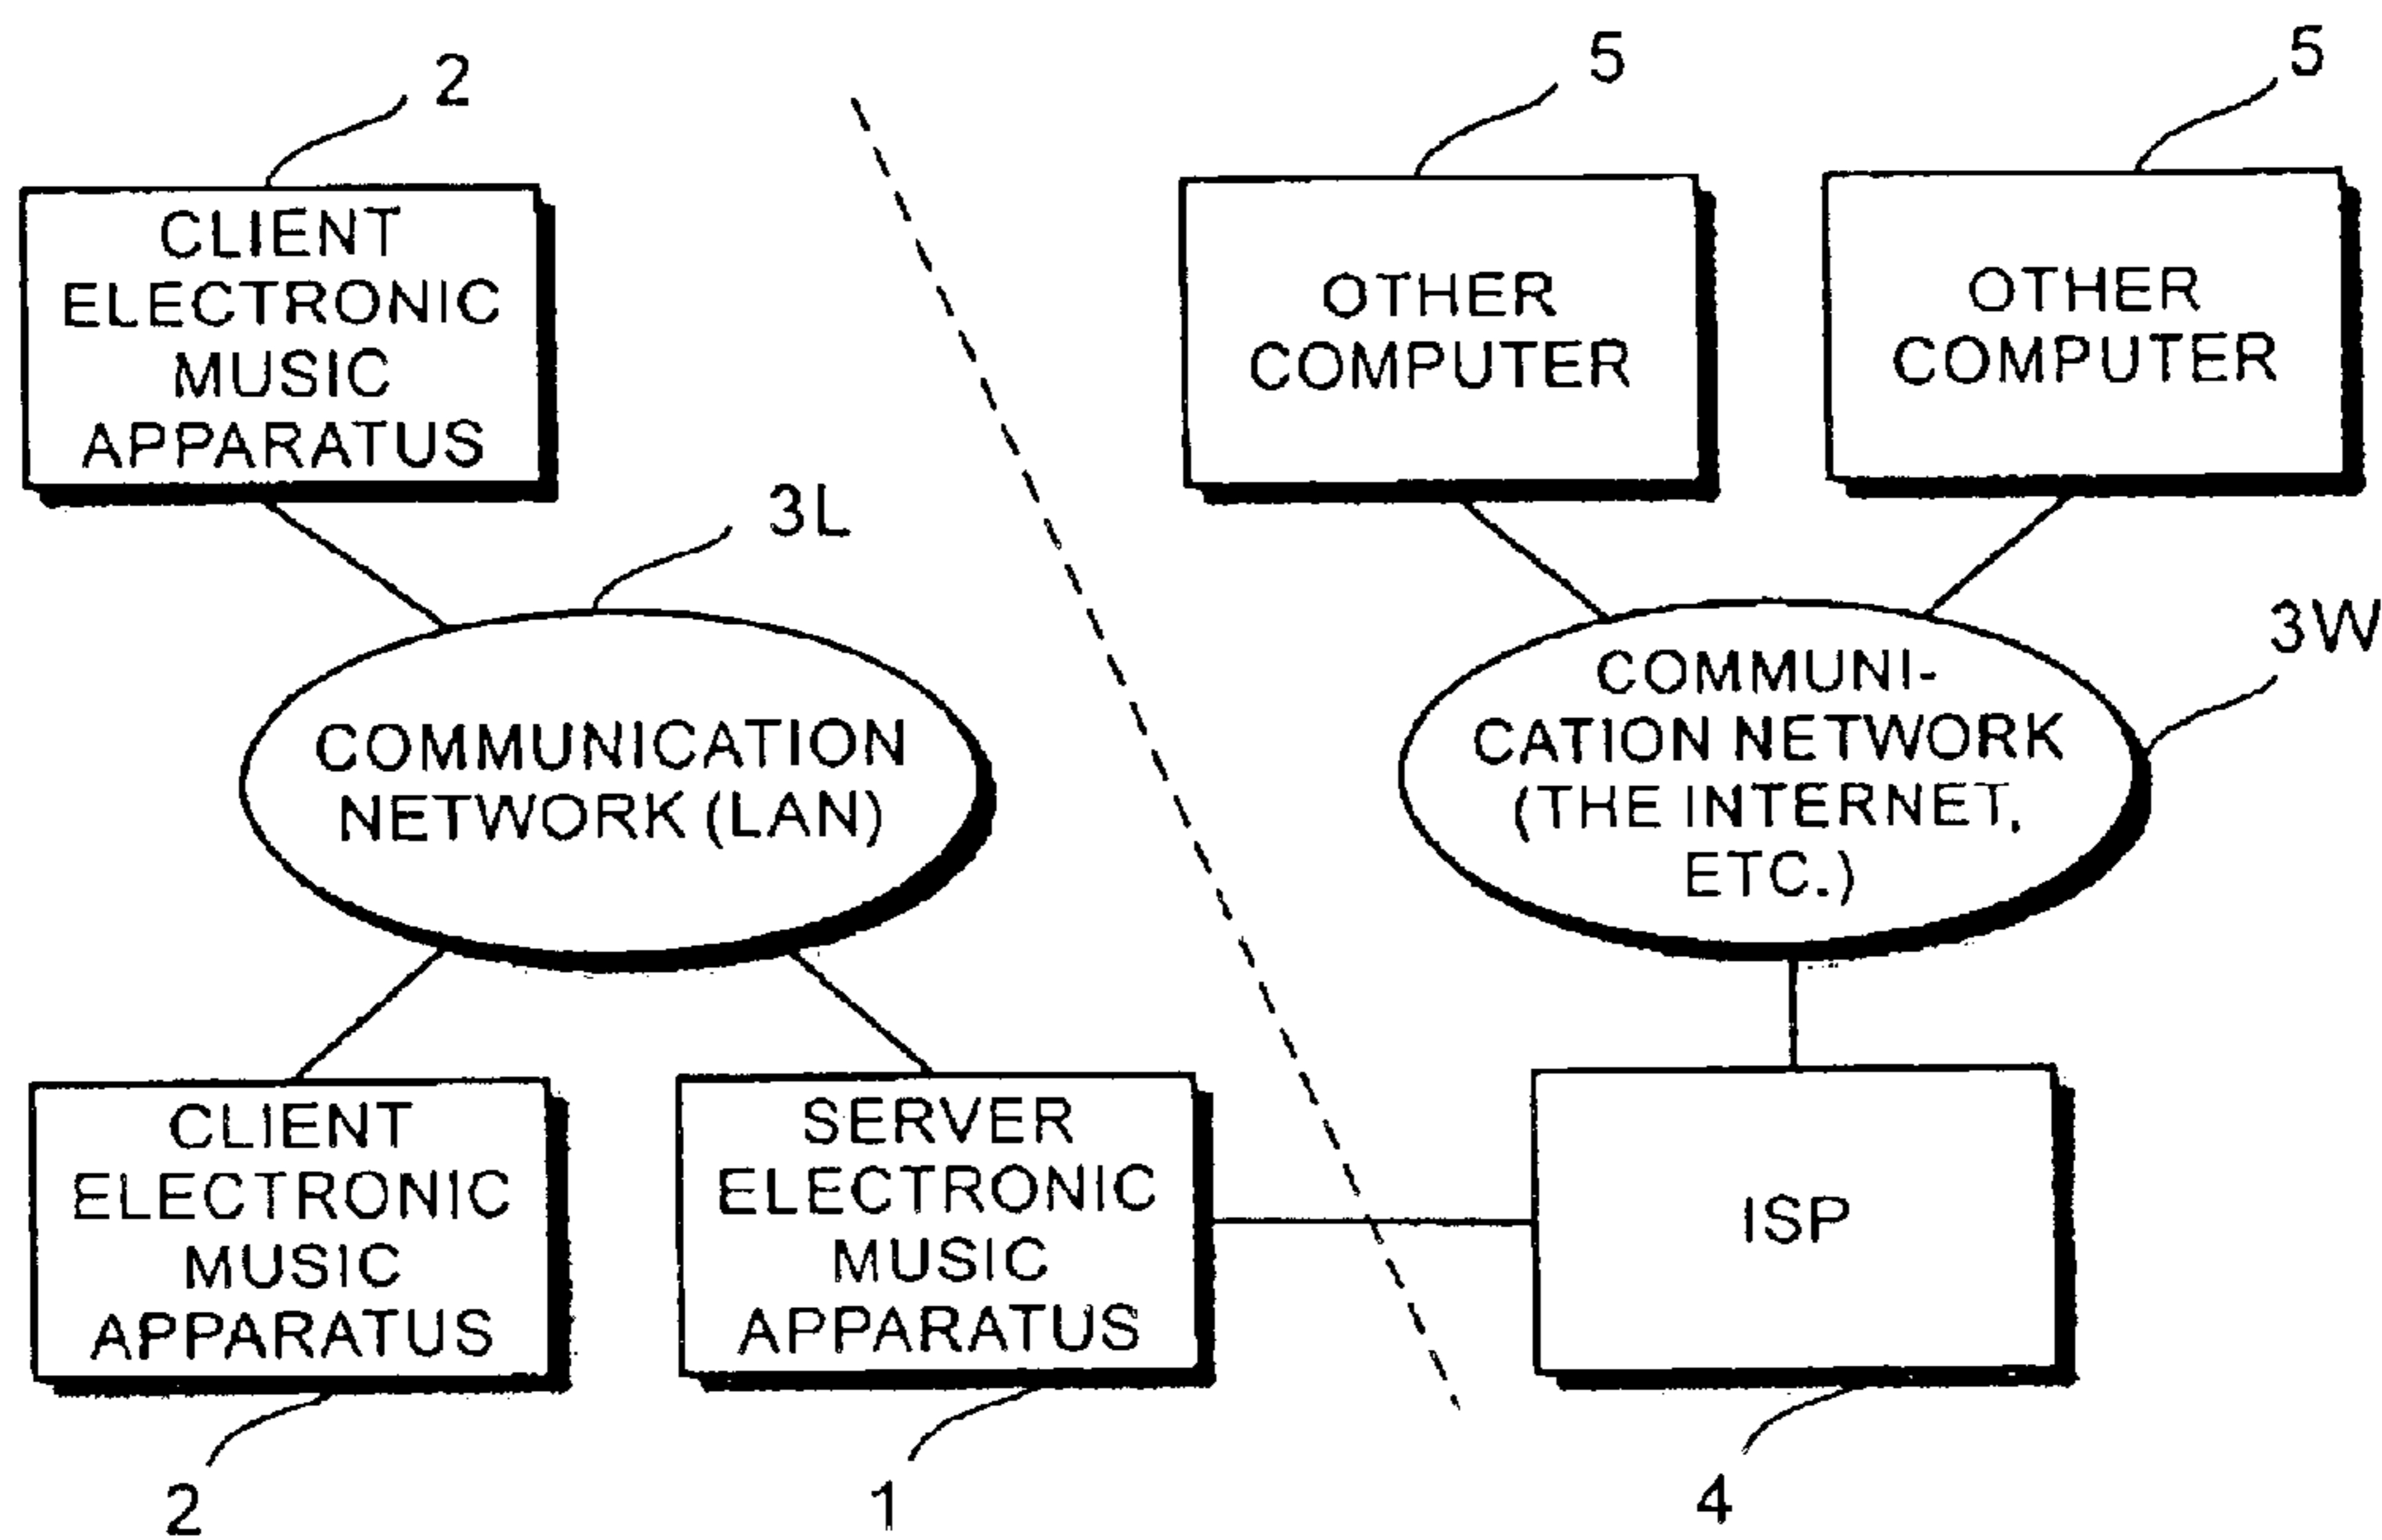 2
CLIENT
ELECTRONIC
MUSIC
APPARATUS
3L
COMMUNICATION
NETWORK (LAN)
CLIENT
ELECTRONIC
MUSIC
APPARATUS
2
SERVER
ELECTRONIC
MUSIC
APPARATUS
1
5
OTHER
COMPUTER
5
OTHER
COMPUTER
3W
COMMUNI-
CATION NETWORK
(THE INTERNET,
ETC.)
ISP
4